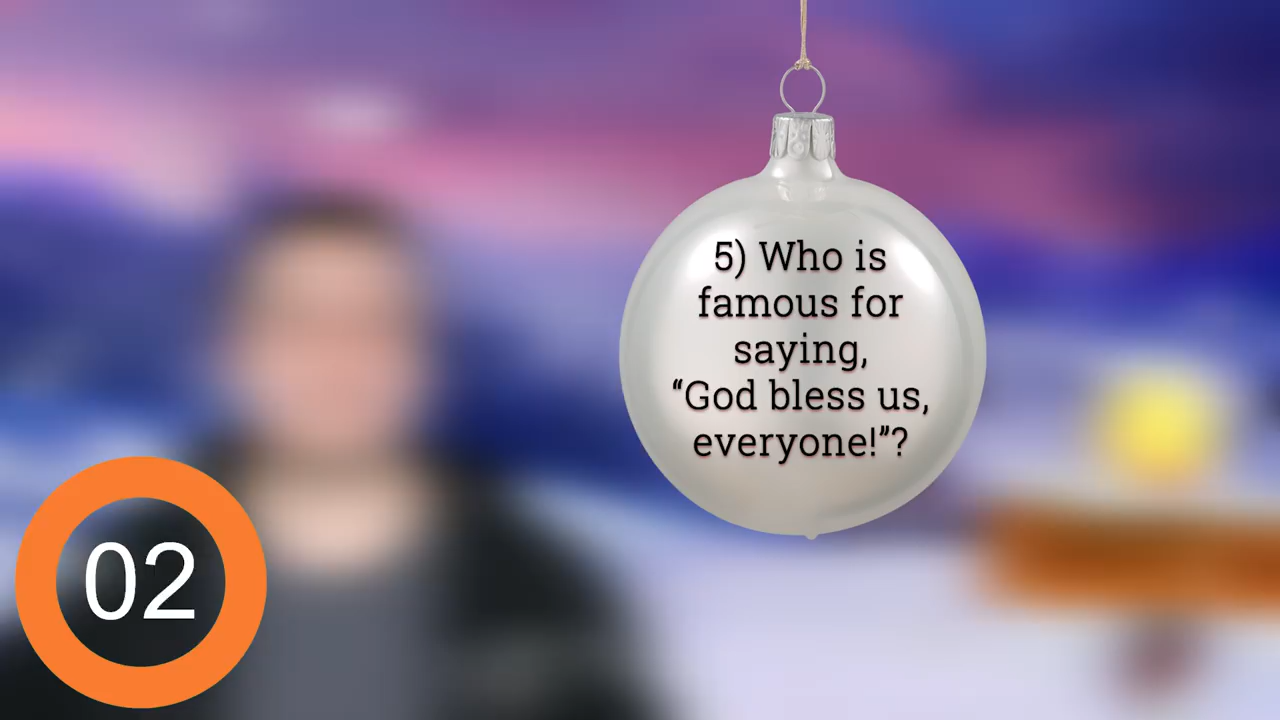 5) Who is
famous for
saying,
“God bless us,
everyone!”?
02